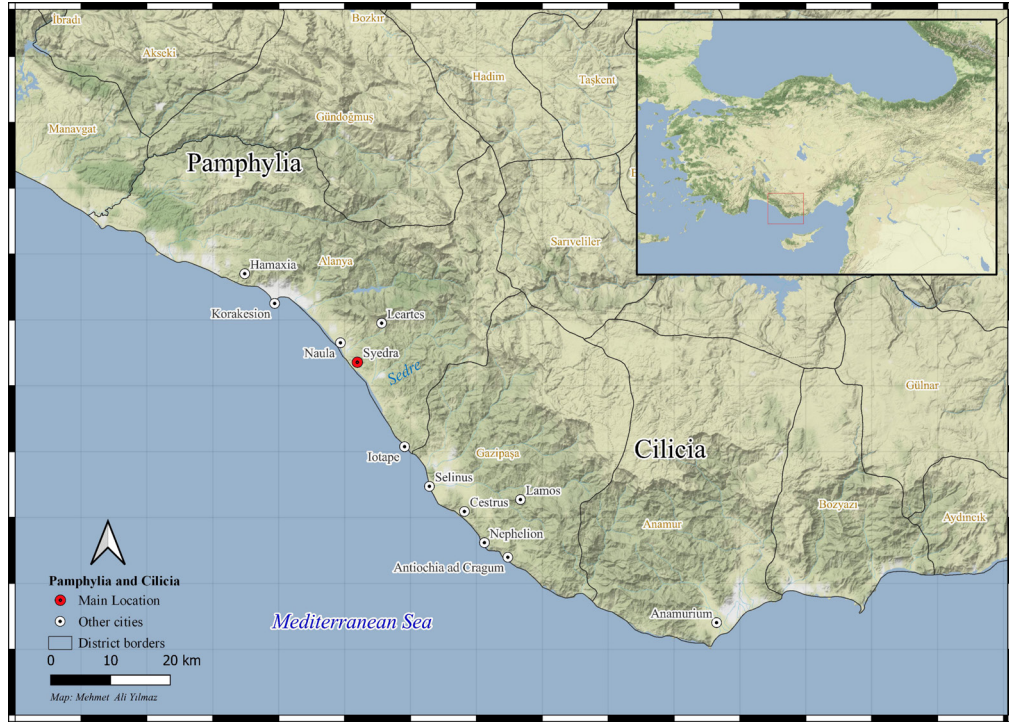 İbradı
Bozkır
Akseki
Hadim
Taşkent
Gündoğmuş
Manavgat
Pamphylia
Sarıveliler
Hamaxia
Alanya
Korakesion
Leartes
Naula
Syedra
Sedre
Gülnar
Iotape
Gazipaşa
Cilicia
Selinus
Lamos
Cestrus
Bozyazı
Anamur
Aydıncık
Nephelion
Antiochia ad Cragum
Anamurium
Mediterranean Sea
Pamphylia and Cilicia
Main Location
Other cities
District borders
0 10 20 km
Map: Mehmet Ali Yılmaz